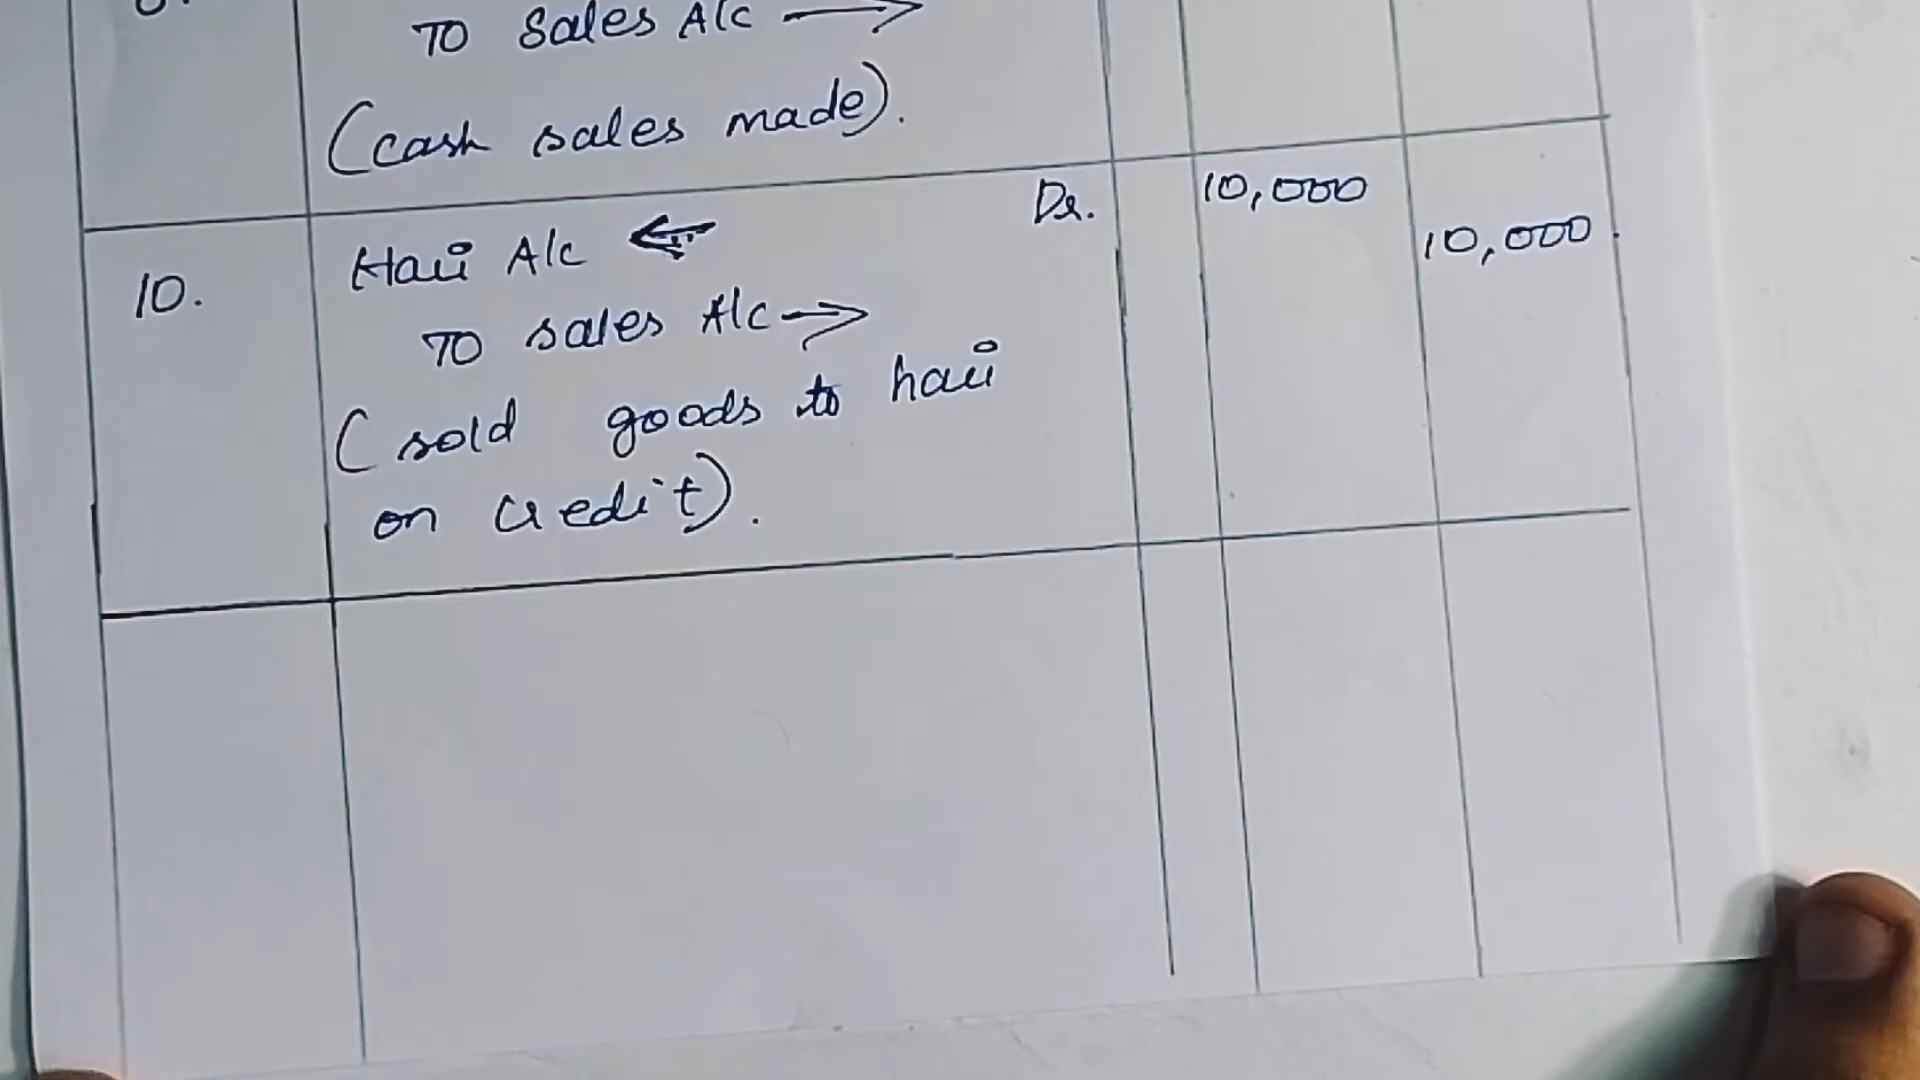 TO Sales A/c →
(cash sales made).
10. Hari A/c ← Dr. 10,000
TO sales A/c → 10,000
(sold goods to hari
on credit).